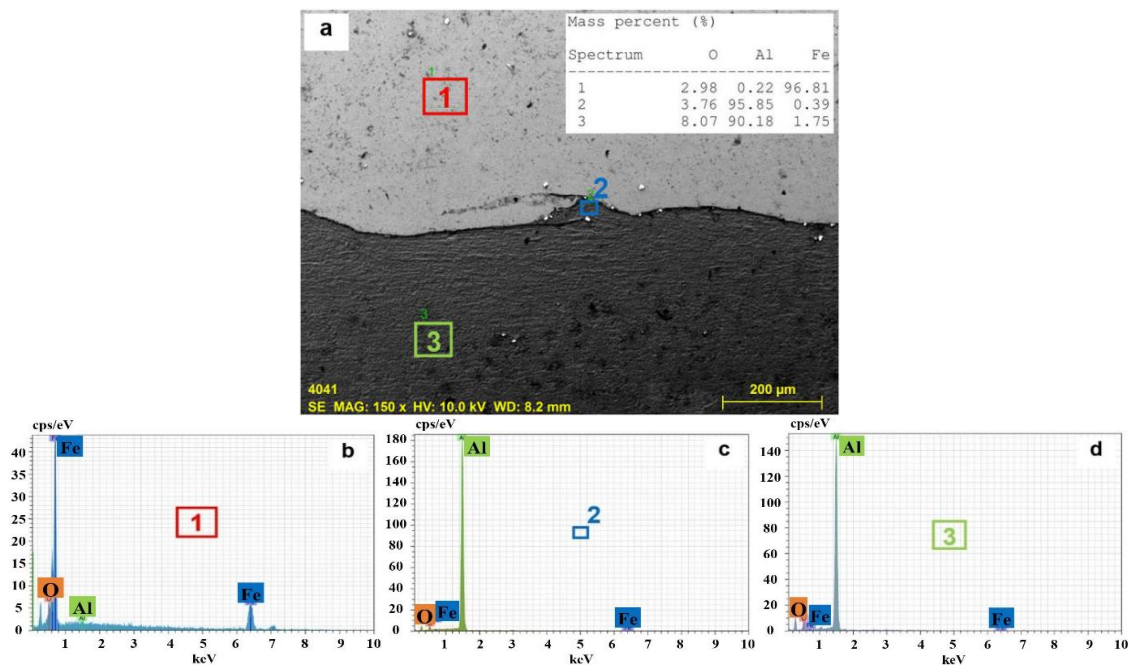 a
Mass percent (%)
Spectrum O Al Fe
1 2.98 0.22 96.81
2 3.76 95.85 0.39
3 8.07 90.18 1.75
1
1
2
3
3
4041
SE MAG: 150 x HV: 10.0 kV WD: 8.2 mm
200 µm
cps/eV
b
Fe
40
35
30
25
20
15
10
5
0
1
O
Al
Fe
1 2 3 4 5 6 7 8 9 10
keV
cps/eV
c
Al
180
160
140
120
100
80
60
40
20
0
2
O
Fe
Fe
1 2 3 4 5 6 7 8 9 10
keV
cps/eV
d
Al
140
120
100
80
60
40
20
0
3
O
Fe
Fe
1 2 3 4 5 6 7 8 9 10
keV